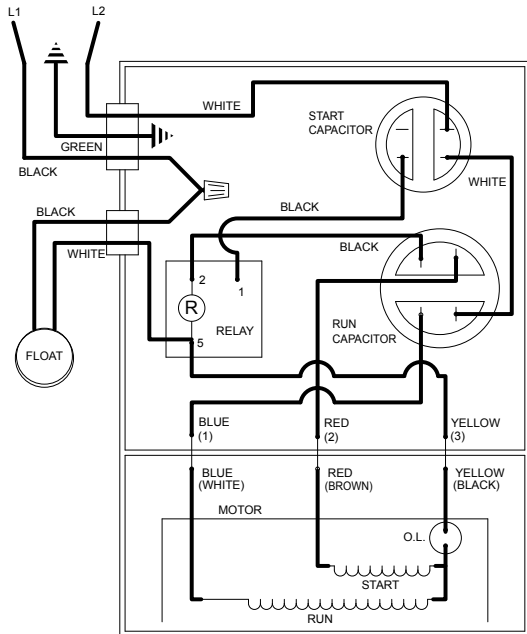 L1
L2
WHITE
START
CAPACITOR
GREEN
BLACK
WHITE
BLACK
BLACK
BLACK
WHITE
2
1
R
RELAY
RUN
CAPACITOR
5
FLOAT
BLUE
(1)
RED
(2)
YELLOW
(3)
BLUE
(WHITE)
RED
(BROWN)
YELLOW
(BLACK)
MOTOR
O.L.
START
RUN